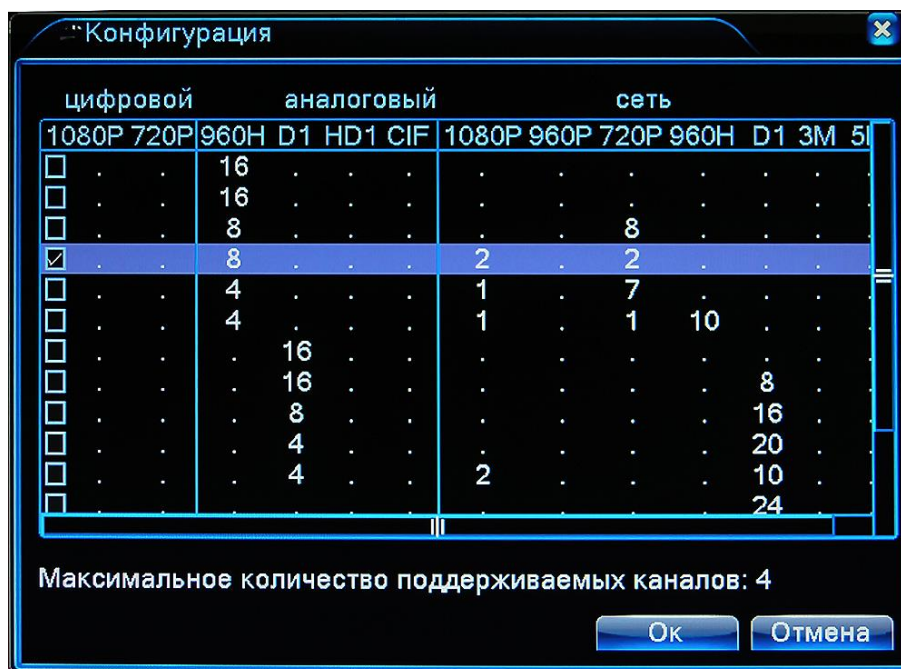 Конфигурация
цифровой аналоговый сеть
1080P 720P 960H D1 HD1 CIF 1080P 960P 720P 960H D1 3M
. . 16 . . . . . . . . . .
. . 16 . . . . . . . . . .
. . 8 . . . . . 8 . . . .
. . 8 . . . 2 . 2 . . . .
. . 4 . . . 1 . 7 . . . .
. . 4 . . . 1 . 1 10 . . .
. . . 16 . . . . . . . . .
. . . 16 . . . . . . 8 . .
. . . 8 . . . . . . 16 . .
. . . 4 . . . . . . 20 . .
. . . 4 . . 2 . . . 10 . .
. . . . . . . . . . 24 . .
Максимальное количество поддерживаемых каналов: 4
Ок Отмена